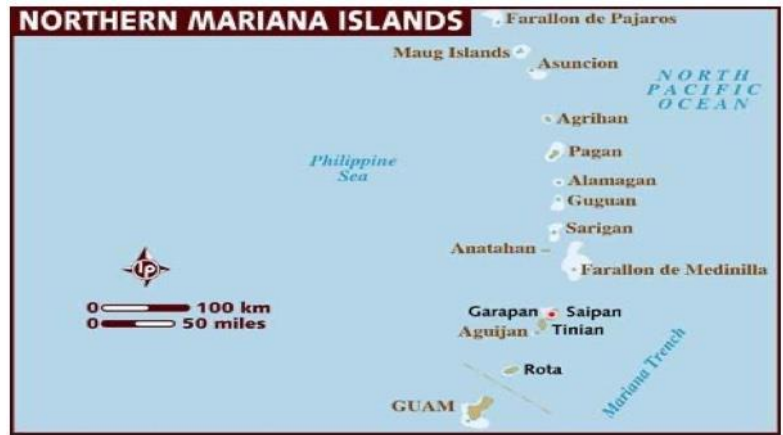 NORTHERN MARIANA ISLANDS
Farallon de Pajaros
Maug Islands
Asuncion
NORTH
PACIFIC
OCEAN
Agrihan
Philippine
Sea
Pagan
Alamagan
Guguan
Sarigan
Anatahan
Farallon de Medinilla
lp
0 100 km
0 50 miles
Garapan Saipan
Aguijan Tinian
Mariana Trench
Rota
GUAM